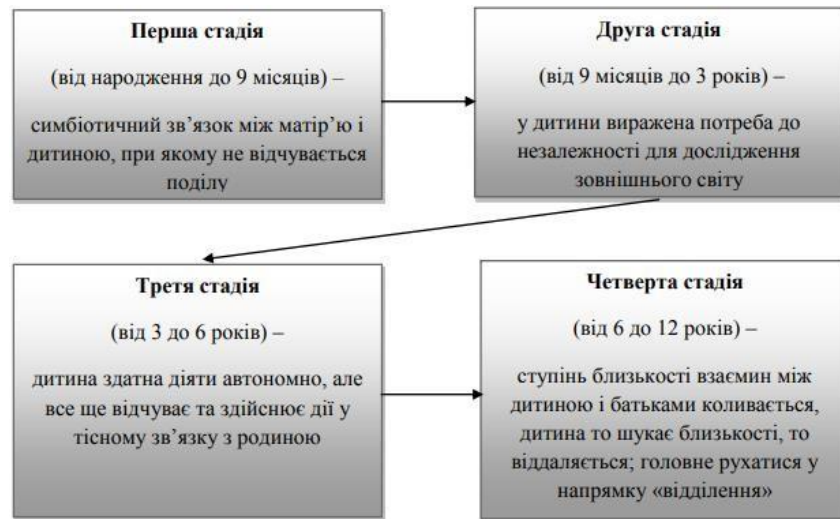 Перша стадія
(від народження до 9 місяців) –
симбіотичний зв’язок між матір’ю і
дитиною, при якому не відчувається
поділу
Друга стадія
(від 9 місяців до 3 років) –
у дитини виражена потреба до
незалежності для дослідження
зовнішнього світу
Третя стадія
(від 3 до 6 років) –
дитина здатна діяти автономно, але
все ще відчуває та здійснює дії у
тісному зв’язку з родиною
Четверта стадія
(від 6 до 12 років) –
ступінь близькості взаємин між
дитиною і батьками коливається,
дитина то шукає близькості, то
віддаляється; головне рухатися у
напрямку «відділення»